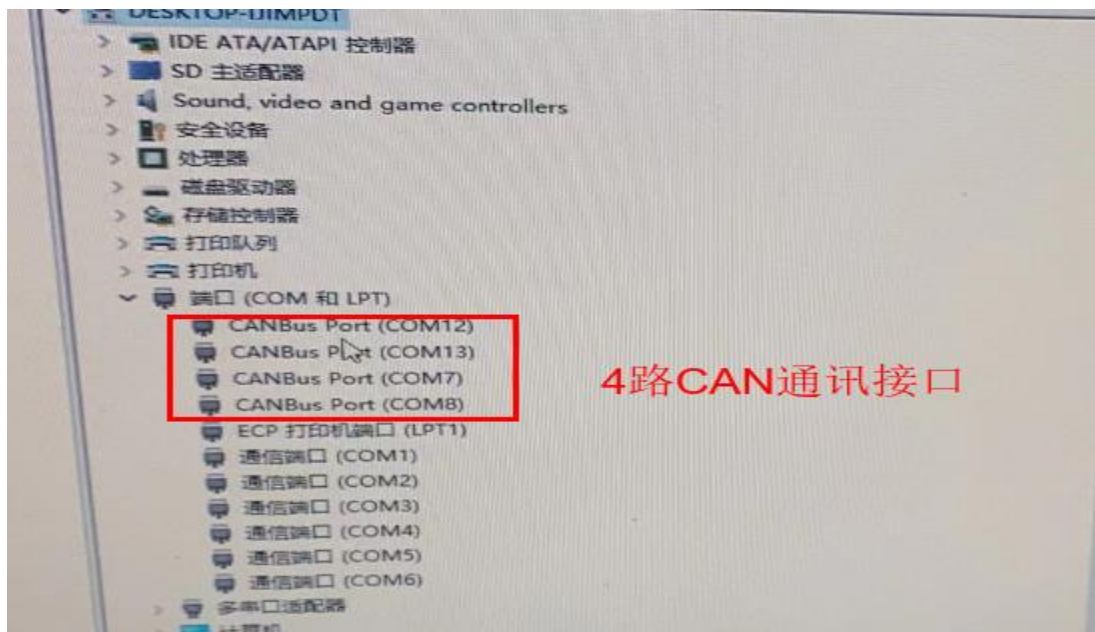 DESKTOP-IJIMPDT
IDE ATA/ATAPI 控制器
SD 主适配器
Sound, video and game controllers
安全设备
处理器
磁盘驱动器
存储控制器
打印队列
打印机
端口 (COM 和 LPT)
CANBus Port (COM12)
CANBus Port (COM13)
CANBus Port (COM7)
CANBus Port (COM8)
4路CAN通讯接口
ECP 打印机端口 (LPT1)
通信端口 (COM1)
通信端口 (COM2)
通信端口 (COM3)
通信端口 (COM4)
通信端口 (COM5)
通信端口 (COM6)
多串口适配器
计算机